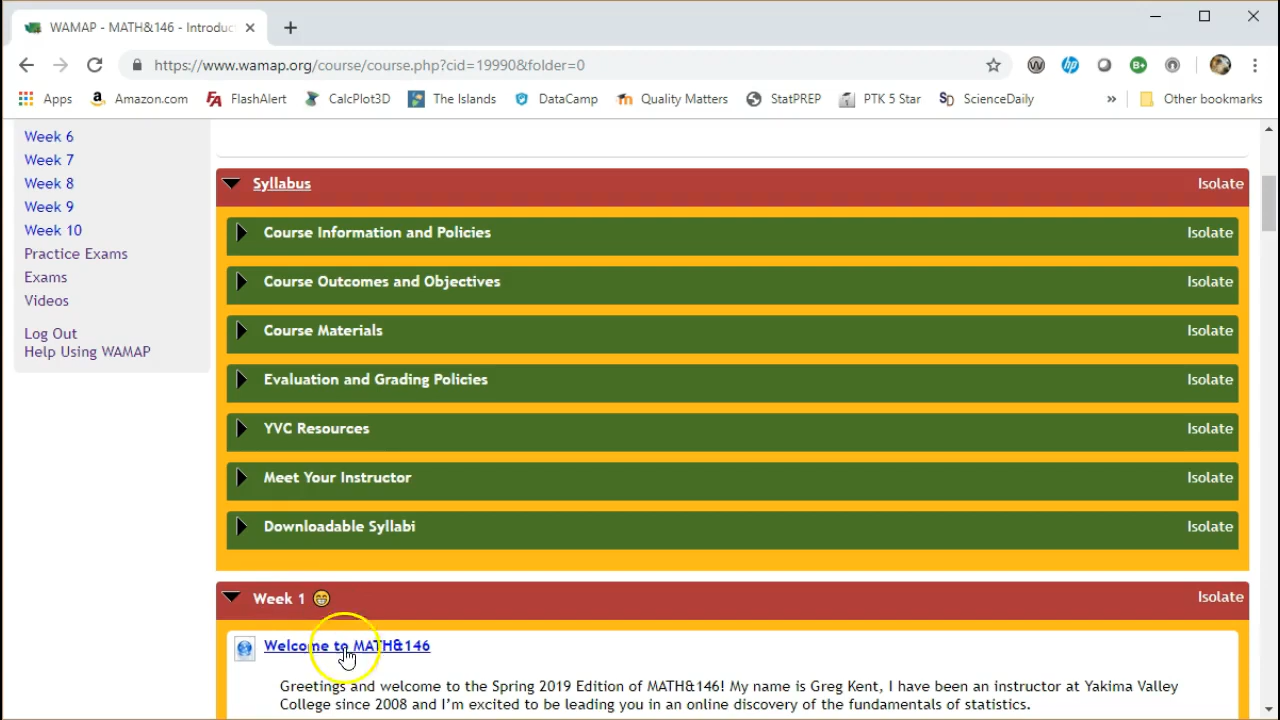 WAMAP - MATH&146 - Introduc
https://www.wamap.org/course/course.php?cid=19990&folder=0
Apps Amazon.com FlashAlert CalcPlot3D The Islands DataCamp Quality Matters StatPREP PTK 5 Star ScienceDaily » Other bookmarks
Week 6
Week 7
Week 8
Week 9
Week 10
Practice Exams
Exams
Videos
Log Out
Help Using WAMAP
Syllabus Isolate
Course Information and Policies Isolate
Course Outcomes and Objectives Isolate
Course Materials Isolate
Evaluation and Grading Policies Isolate
YVC Resources Isolate
Meet Your Instructor Isolate
Downloadable Syllabi Isolate
Week 1 😁 Isolate
Welcome to MATH&146
Greetings and welcome to the Spring 2019 Edition of MATH&146! My name is Greg Kent, I have been an instructor at Yakima Valley
College since 2008 and I'm excited to be leading you in an online discovery of the fundamentals of statistics.